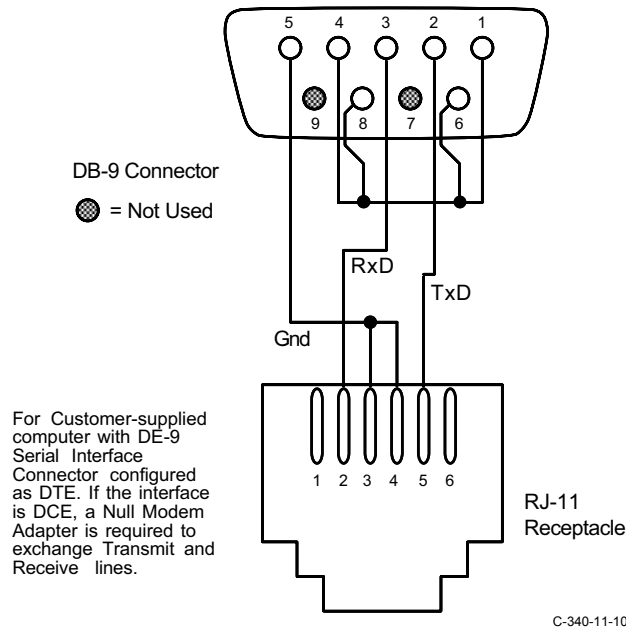 5 4 3 2 1
9 8 7 6
DB-9 Connector
= Not Used
RxD
TxD
Gnd
For Customer-supplied
computer with DE-9
Serial Interface
Connector configured
as DTE. If the interface
is DCE, a Null Modem
Adapter is required to
exchange Transmit and
Receive lines.
1 2 3 4 5 6
RJ-11
Receptacle
C-340-11-10